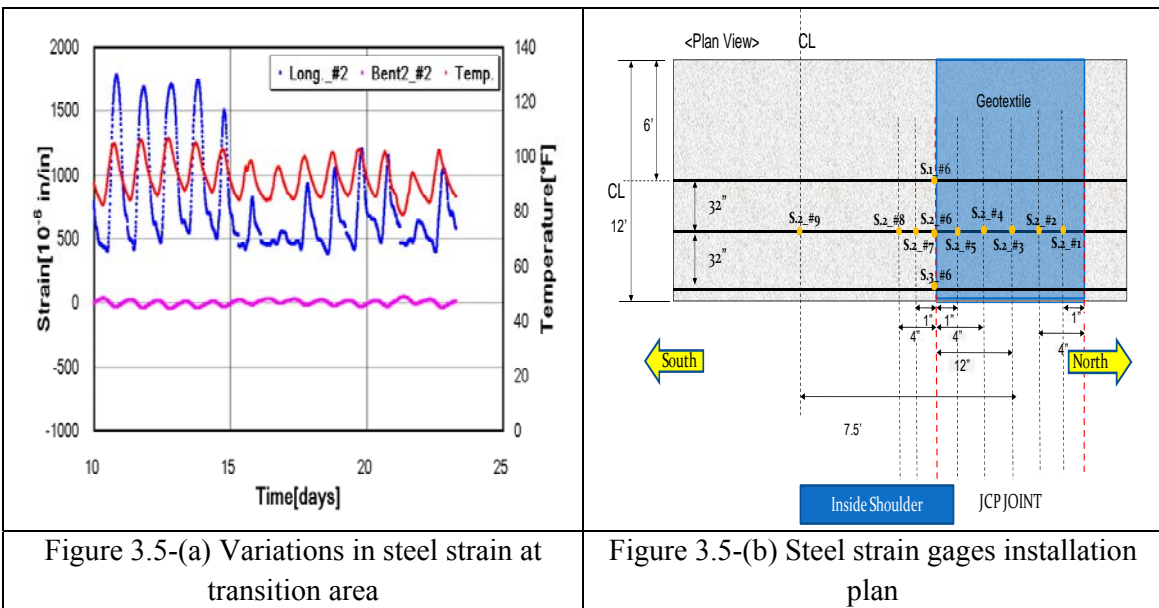 2000
1500
1000
500
0
-500
-1000
Strain[10⁻⁶ in/in]
• Long._#2 • Bent2_#2 • Temp.
140
120
100
80
60
40
20
0
Temperature[°F]
10 15 20 25
Time[days]
<Plan View> CL
Geotextile
6'
S.1_#6
CL
12'
32"
S.2_#9 S.2_#8 S.2_#6 S.2_#4 S.2_#2
S.2_#7 S.2_#5 S.2_#3 S.2_#1
32"
S.3_#6
1" 1" 1"
4" 4" 4"
South
12"
North
7.5'
Inside Shoulder JCP JOINT
Figure 3.5-(a) Variations in steel strain at
transition area
Figure 3.5-(b) Steel strain gages installation
plan